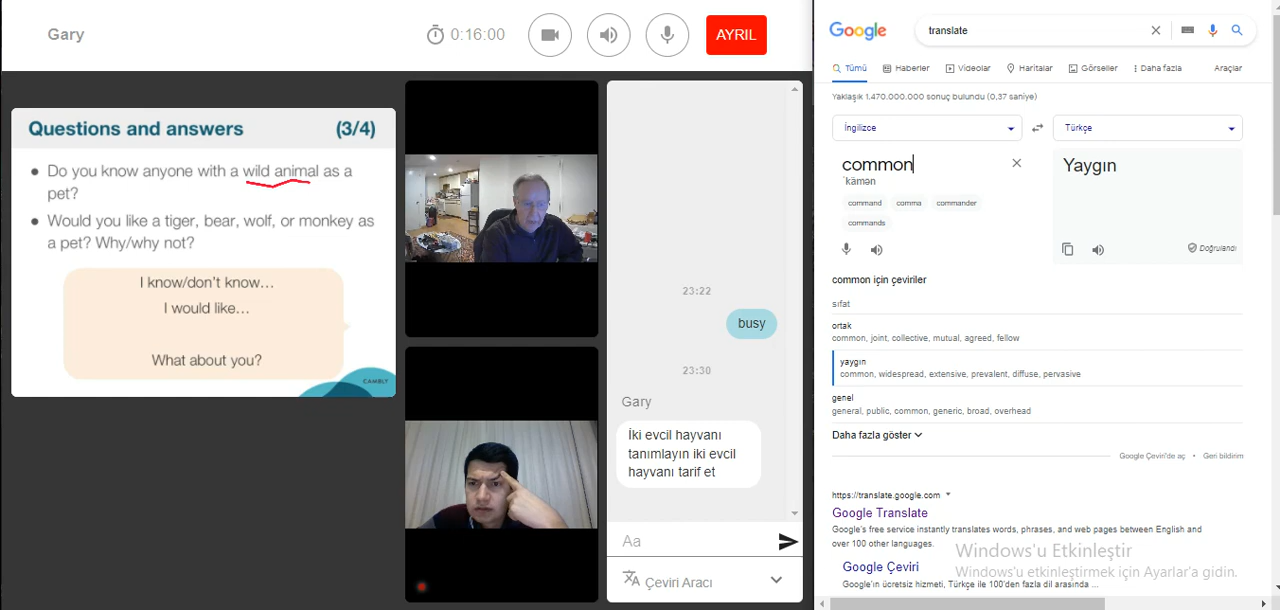 Gary
0:16:00
AYRIL
Questions and answers (3/4)
Do you know anyone with a wild animal as a
pet?
Would you like a tiger, bear, wolf, or monkey as
a pet? Why/why not?
I know/don't know…
I would like…
What about you?
CAMBLY
23:22
busy
23:30
Gary
İki evcil hayvanı
tanımlayın iki evcil
hayvanı tarif et
Aa
Çeviri Aracı
Google
translate
Tümü
Haberler
Videolar
Haritalar
Görseller
Daha fazla
Araçlar
Yaklaşık 1.470.000.000 sonuç bulundu (0,37 saniye)
İngilizce
Türkçe
common
ˈkämən
command
comma
commander
commands
Yaygın
Doğrulandı
common için çeviriler
sıfat
ortak
common, joint, collective, mutual, agreed, fellow
yaygın
common, widespread, extensive, prevalent, diffuse, pervasive
genel
general, public, common, generic, broad, overhead
Daha fazla göster
Google Çeviri'de aç • Geri bildirim
https://translate.google.com
Google Translate
Google's free service instantly translates words, phrases, and web pages between English and
over 100 other languages.
Google Çeviri
Google'ın ücretsiz hizmeti, Türkçe ile 100'den fazla dil arasında ...
Windows'u Etkinleştir
Windows'u etkinleştirmek için Ayarlar'a gidin.